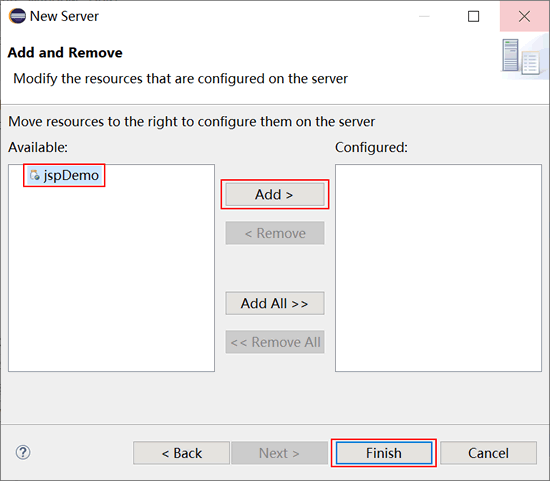 New Server
Add and Remove
Modify the resources that are configured on the server
Move resources to the right to configure them on the server
Available:
Configured:
jspDemo
Add >
< Remove
Add All >>
<< Remove All
?
< Back
Next >
Finish
Cancel